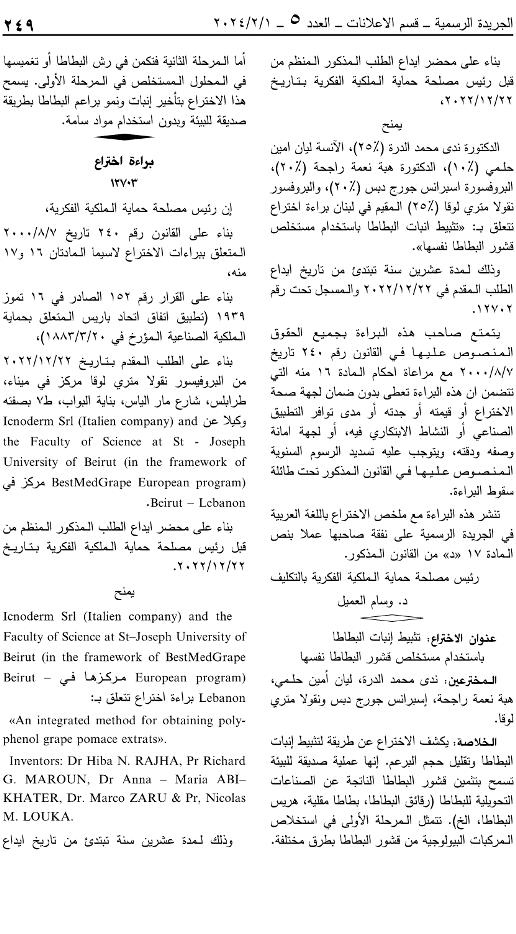 الجريدة الرسمية ــ قسم الاعلانات ــ العدد ٥ ــ ٢٠٢٤/٢/١
٢٤٩
بناء على محضر ايداع الطلب المذكور المنظم من
قبل رئيس مصلحة حماية الملكية الفكرية بتاريخ
٢٠٢٢/١٢/٢٢،
يمنح
الدكتورة ندى محمد الدرة (٢٥٪)، الآنسة ليان امين
حلمي (١٠٪)، الدكتورة هبة نعمة راجحة (٢٠٪)،
البروفسورة اسبرانس جورج دبس (٢٠٪)، والبروفسور
نقولا متري لوقا (٢٥٪) المقيم في لبنان براءة اختراع
تتعلق بـ: «تثبيط انبات البطاطا باستخدام مستخلص
قشور البطاطا نفسها».
وذلك لمدة عشرين سنة تبتدئ من تاريخ ايداع
الطلب المقدم في ٢٠٢٢/١٢/٢٢ والمسجل تحت رقم
١٢٧٠٢.
يتمتع صاحب هذه البراءة بجميع الحقوق
المنصوص عليها في القانون رقم ٢٤٠ تاريخ
٢٠٠٠/٨/٧ مع مراعاة أحكام المادة ١٦ منه التي
تتضمن ان هذه البراءة تعطى بدون ضمان لجهة صحة
الاختراع أو قيمته أو جدته أو مدى توافر التطبيق
الصناعي أو النشاط الابتكاري فيه، أو لجهة امانة
وصفه ودقته، ويتوجب عليه تسديد الرسوم السنوية
المنصوص عليها في القانون المذكور تحت طائلة
سقوط البراءة.
تنشر هذه البراءة مع ملخص الاختراع باللغة العربية
في الجريدة الرسمية على نفقة صاحبها عملا بنص
المادة ١٧ «د» من القانون المذكور.
رئيس مصلحة حماية الملكية الفكرية بالتكليف
د. وسام العميل
عنوان الاختراع: تثبيط إنبات البطاطا
باستخدام مستخلص قشور البطاطا نفسها
المخترعين: ندى محمد الدرة، ليان أمين حلمي،
هبة نعمة راجحة، إسبرانس جورج دبس ونقولا متري
لوقا.
الخلاصة: يكشف الاختراع عن طريقة لتثبيط إنبات
البطاطا وتقليل حجم البرعم. إنها عملية صديقة للبيئة
تسمح بتثمين قشور البطاطا الناتجة عن الصناعات
التحويلية للبطاطا (رقائق البطاطا، بطاطا مقلية، هريس
البطاطا، الخ). تتمثل المرحلة الأولى في استخلاص
المركبات البيولوجية من قشور البطاطا بطرق مختلفة.
أما المرحلة الثانية فتكمن في رش البطاطا أو تغميسها
في المحلول المستخلص في المرحلة الأولى. يسمح
هذا الاختراع بتأخير إنبات ونمو براعم البطاطا بطريقة
صديقة للبيئة وبدون استخدام مواد سامة.
براءة اختراع
١٢٧٠٣
إن رئيس مصلحة حماية الملكية الفكرية،
بناء على القانون رقم ٢٤٠ تاريخ ٢٠٠٠/٨/٧
المتعلق ببراءات الاختراع لاسيما المادتان ١٦ و١٧
منه،
بناء على القرار رقم ١٥٢ الصادر في ١٦ تموز
١٩٣٩ (تطبيق اتفاق اتحاد باريس المتعلق بحماية
الملكية الصناعية المؤرخ في ١٨٨٣/٣/٢٠)،
بناء على الطلب المقدم بتاريخ ٢٠٢٢/١٢/٢٢
من البروفيسور نقولا متري لوقا مركز في ميناء،
طرابلس، شارع مار الياس، بناية البواب، ط٧ بصفته
وكيلا عن Icnoderm Srl (Italien company) and
the Faculty of Science at St - Joseph
University of Beirut (in the framework of
BestMedGrape European program) مركز في
Beirut – Lebanon.
بناء على محضر ايداع الطلب المذكور المنظم من
قبل رئيس مصلحة حماية الملكية الفكرية بتاريخ
٢٠٢٢/١٢/٢٢.
يمنح
Icnoderm Srl (Italien company) and the
Faculty of Science at St–Joseph University of
Beirut (in the framework of BestMedGrape
European program) مركزها في Beirut –
Lebanon براءة اختراع تتعلق بـ:
«An integrated method for obtaining poly-
phenol grape pomace extrats».
Inventors: Dr Hiba N. RAJHA, Pr Richard
G. MAROUN, Dr Anna – Maria ABI–
KHATER, Dr. Marco ZARU & Pr, Nicolas
M. LOUKA.
وذلك لمدة عشرين سنة تبتدئ من تاريخ ايداع